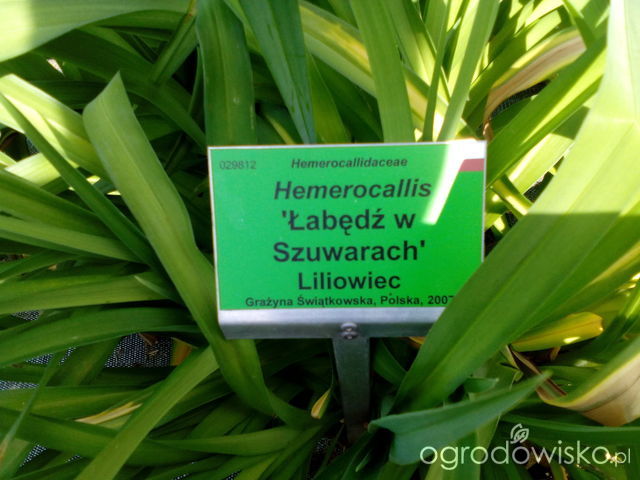 029812 Hemerocallidaceae
Hemerocallis
'Łabędź w
Szuwarach'
Liliowiec
Grażyna Świątkowska, Polska, 2007
ogrodowisko.pl